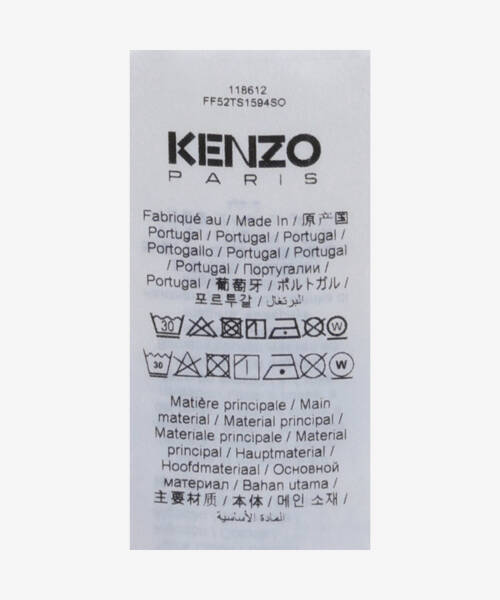 118612
FF52TS1594SO
KENZO
PARIS
Fabriqué au / Made In / 原产国
Portugal / Portugal / Portugal /
Portogallo / Portugal / Portugal
/ Portugal / Португалии /
Portugal / 葡萄牙 / ポルトガル /
포르투갈 / البرتغال /
30 W
30 W
Matière principale / Main
material / Material principal /
Materiale principale / Material
principal / Hauptmaterial /
Hoofdmateriaal / Основной
материал / Bahan utama /
主要材质 / 本体 / 메인 소재 /
المادة الأساسية /